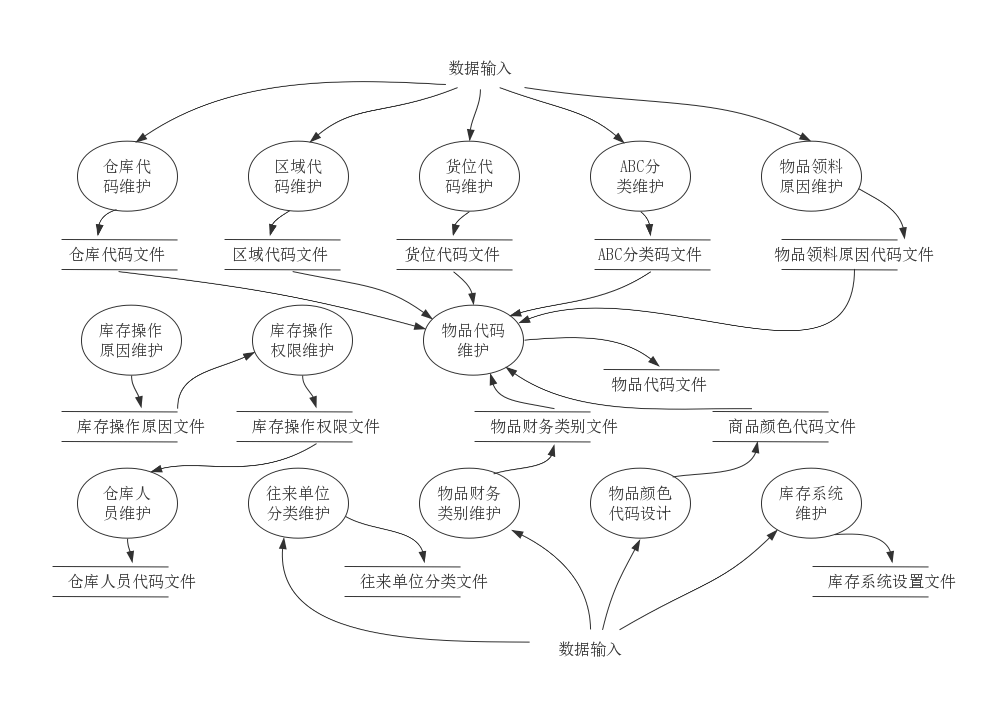 数据输入
仓库代
码维护
区域代
码维护
货位代
码维护
ABC分
类维护
物品领料
原因维护
仓库代码文件
区域代码文件
货位代码文件
ABC分类码文件
物品领料原因代码文件
库存操作
原因维护
库存操作
权限维护
物品代码
维护
物品代码文件
库存操作原因文件
库存操作权限文件
物品财务类别文件
商品颜色代码文件
仓库人
员维护
往来单位
分类维护
物品财务
类别维护
物品颜色
代码设计
库存系统
维护
仓库人员代码文件
往来单位分类文件
库存系统设置文件
数据输入